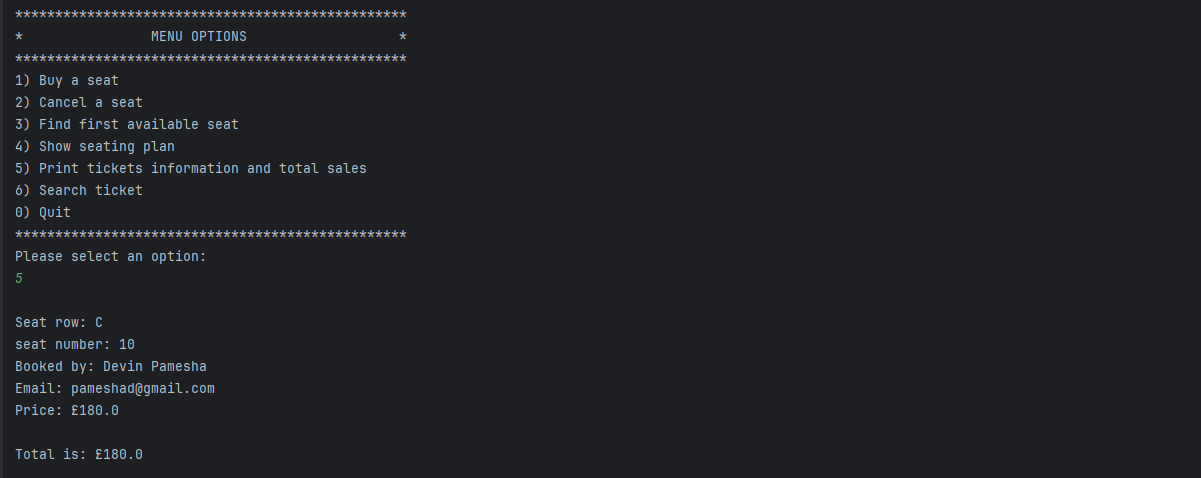 *************************************************
*                MENU OPTIONS                   *
*************************************************
1) Buy a seat
2) Cancel a seat
3) Find first available seat
4) Show seating plan
5) Print tickets information and total sales
6) Search ticket
0) Quit
*************************************************
Please select an option:
5
Seat row: C
seat number: 10
Booked by: Devin Pamesha
Email: pameshad@gmail.com
Price: £180.0
Total is: £180.0